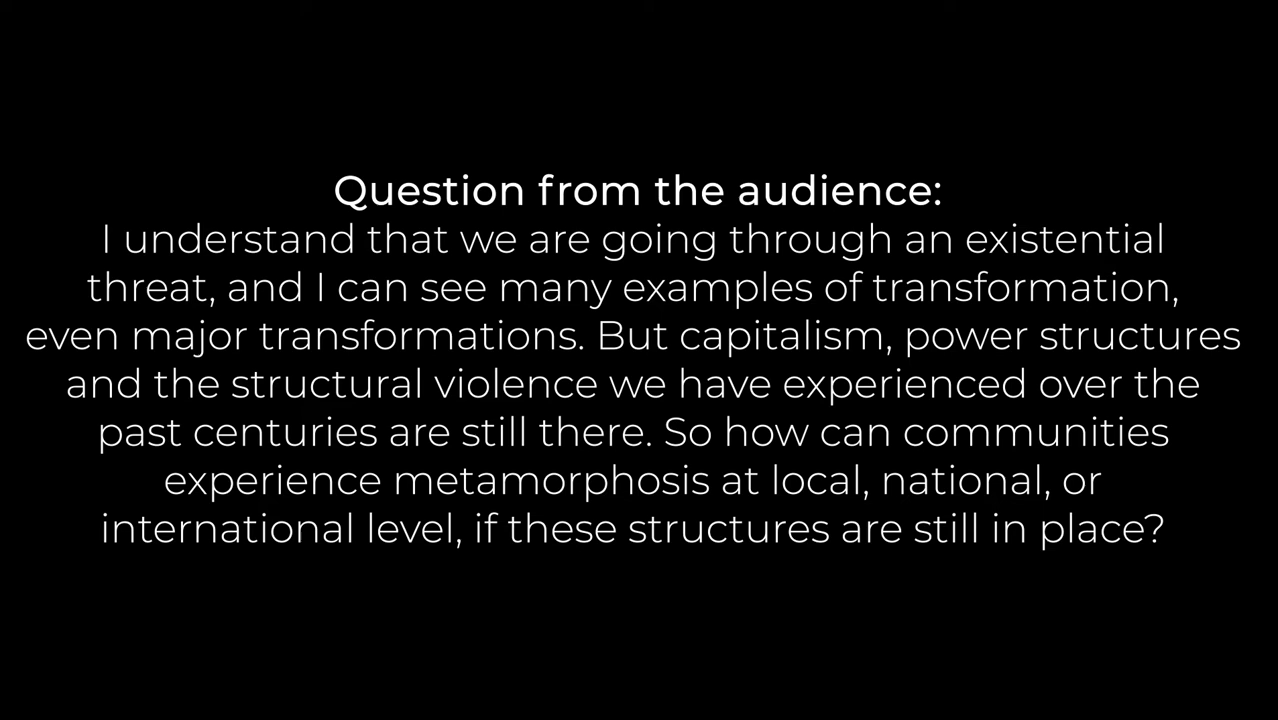 Question from the audience:
I understand that we are going through an existential
threat, and I can see many examples of transformation,
even major transformations. But capitalism, power structures
and the structural violence we have experienced over the
past centuries are still there. So how can communities
experience metamorphosis at local, national, or
international level, if these structures are still in place?